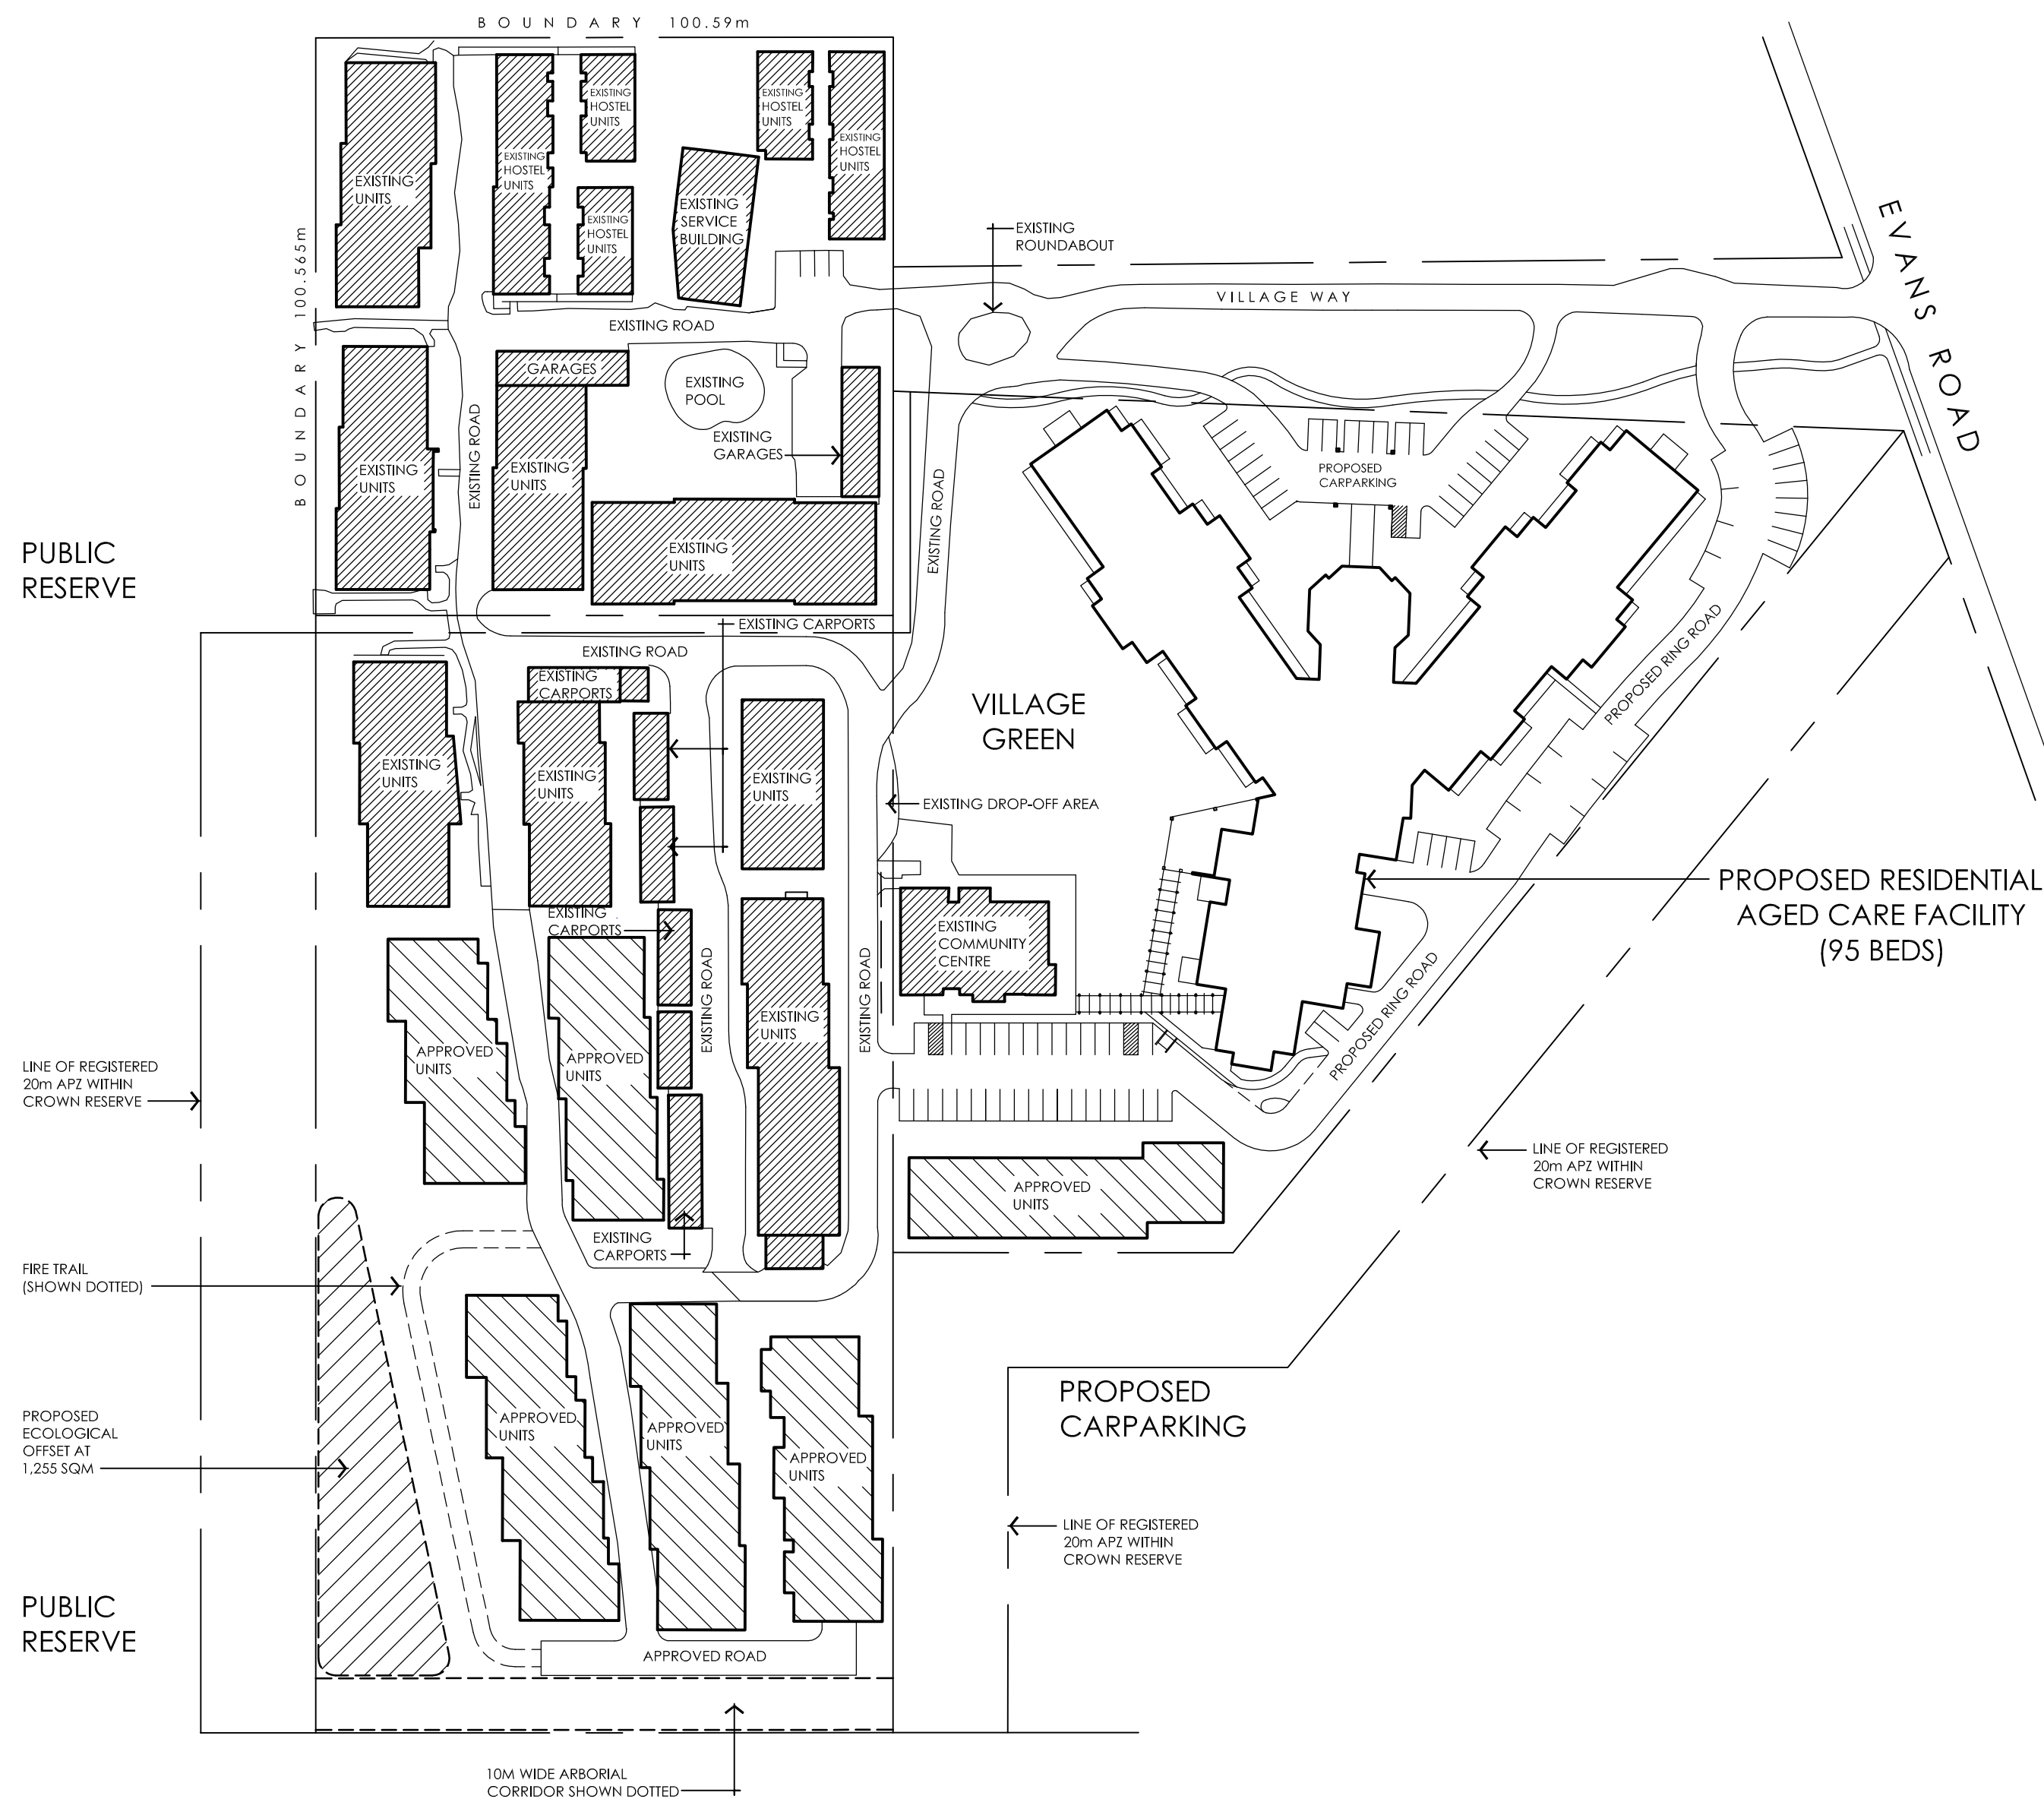 BOUNDARY 100.59m
EXISTING
UNITS
EXISTING
HOSTEL
UNITS
EXISTING
HOSTEL
UNITS
EXISTING
HOSTEL
UNITS
EXISTING
SERVICE
BUILDING
EXISTING
HOSTEL
UNITS
EXISTING
HOSTEL
UNITS
BOUNDARY 100.565m
EXISTING
ROUNDABOUT
VILLAGE WAY
EVANS ROAD
EXISTING ROAD
GARAGES
EXISTING
POOL
EXISTING
GARAGES
EXISTING ROAD
EXISTING
UNITS
EXISTING
UNITS
EXISTING
UNITS
EXISTING ROAD
PROPOSED
CARPARKING
PUBLIC
RESERVE
EXISTING CARPORTS
EXISTING ROAD
EXISTING
CARPORTS
PROPOSED RING ROAD
VILLAGE
GREEN
EXISTING
UNITS
EXISTING
UNITS
EXISTING
UNITS
EXISTING DROP-OFF AREA
PROPOSED RESIDENTIAL
AGED CARE FACILITY
(95 BEDS)
EXISTING
CARPORTS
EXISTING
COMMUNITY
CENTRE
EXISTING ROAD
EXISTING
UNITS
EXISTING ROAD
PROPOSED RING ROAD
APPROVED
UNITS
APPROVED
UNITS
LINE OF REGISTERED
20m APZ WITHIN
CROWN RESERVE
LINE OF REGISTERED
20m APZ WITHIN
CROWN RESERVE
APPROVED
UNITS
EXISTING
CARPORTS
FIRE TRAIL
(SHOWN DOTTED)
PROPOSED
CARPARKING
PROPOSED
ECOLOGICAL
OFFSET AT
1,255 SQM
APPROVED
UNITS
APPROVED
UNITS
APPROVED
UNITS
LINE OF REGISTERED
20m APZ WITHIN
CROWN RESERVE
PUBLIC
RESERVE
APPROVED ROAD
10M WIDE ARBORIAL
CORRIDOR SHOWN DOTTED